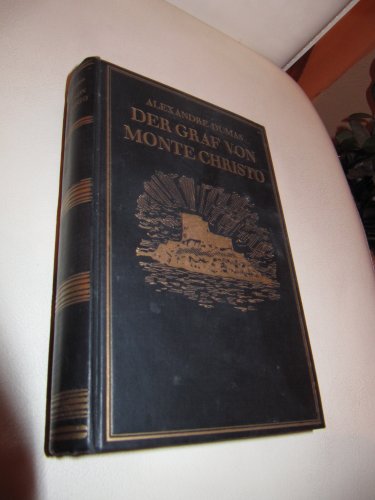 ALEXANDRE DUMAS
DER GRAF VON
MONTE CHRISTO